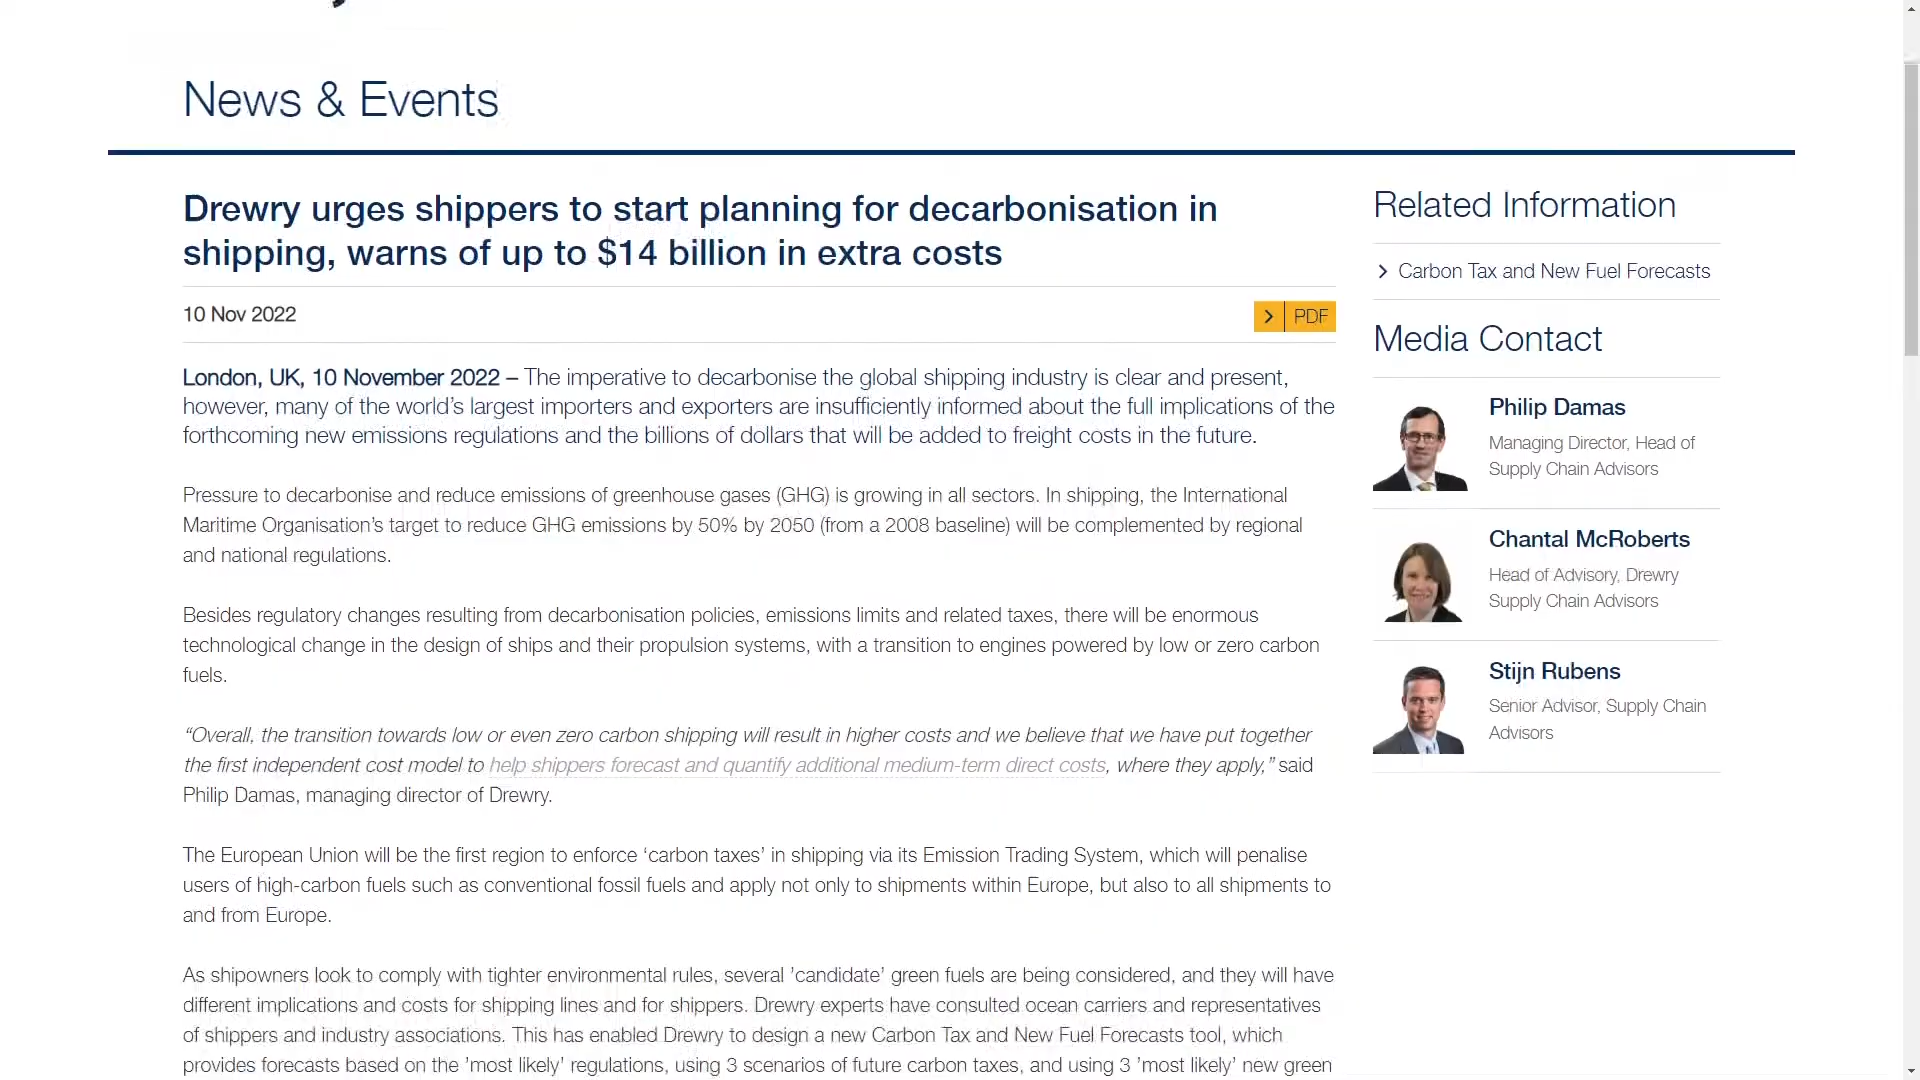 News & Events
Drewry urges shippers to start planning for decarbonisation in
shipping, warns of up to $14 billion in extra costs
10 Nov 2022
PDF
London, UK, 10 November 2022 – The imperative to decarbonise the global shipping industry is clear and present,
however, many of the world’s largest importers and exporters are insufficiently informed about the full implications of the
forthcoming new emissions regulations and the billions of dollars that will be added to freight costs in the future.
Pressure to decarbonise and reduce emissions of greenhouse gases (GHG) is growing in all sectors. In shipping, the International
Maritime Organisation’s target to reduce GHG emissions by 50% by 2050 (from a 2008 baseline) will be complemented by regional
and national regulations.
Besides regulatory changes resulting from decarbonisation policies, emissions limits and related taxes, there will be enormous
technological change in the design of ships and their propulsion systems, with a transition to engines powered by low or zero carbon
fuels.
“Overall, the transition towards low or even zero carbon shipping will result in higher costs and we believe that we have put together
the first independent cost model to help shippers forecast and quantify additional medium-term direct costs, where they apply,” said
Philip Damas, managing director of Drewry.
The European Union will be the first region to enforce ‘carbon taxes’ in shipping via its Emission Trading System, which will penalise
users of high-carbon fuels such as conventional fossil fuels and apply not only to shipments within Europe, but also to all shipments to
and from Europe.
As shipowners look to comply with tighter environmental rules, several 'candidate' green fuels are being considered, and they will have
different implications and costs for shipping lines and for shippers. Drewry experts have consulted ocean carriers and representatives
of shippers and industry associations. This has enabled Drewry to design a new Carbon Tax and New Fuel Forecasts tool, which
provides forecasts based on the 'most likely' regulations, using 3 scenarios of future carbon taxes, and using 3 'most likely' new green
Related Information
Carbon Tax and New Fuel Forecasts
Media Contact
Philip Damas
Managing Director, Head of
Supply Chain Advisors
Chantal McRoberts
Head of Advisory, Drewry
Supply Chain Advisors
Stijn Rubens
Senior Advisor, Supply Chain
Advisors